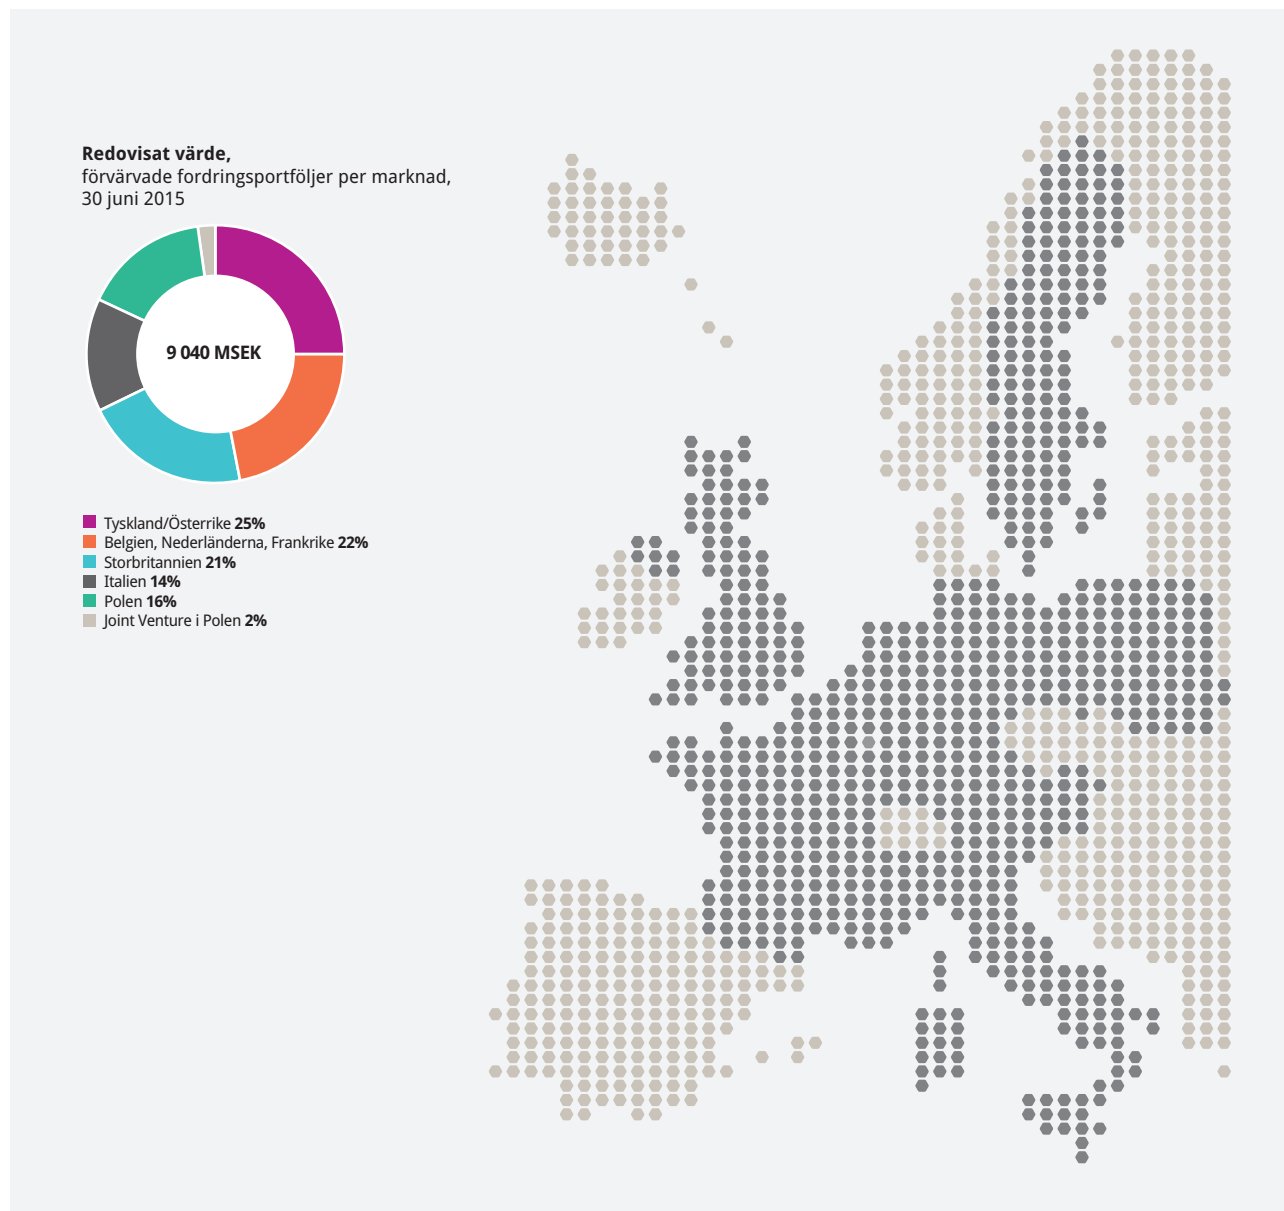 Redovisat värde,
förvärvade fordringsportföljer per marknad,
30 juni 2015
9 040 MSEK
Tyskland/Österrike 25%
Belgien, Nederländerna, Frankrike 22%
Storbritannien 21%
Italien 14%
Polen 16%
Joint Venture i Polen 2%